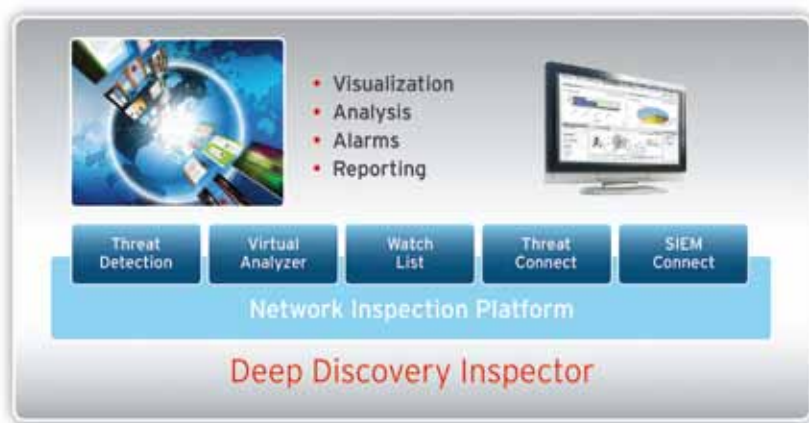 • Visualization
• Analysis
• Alarms
• Reporting
Threat
Detection
Virtual
Analyzer
Watch
List
Threat
Connect
SIEM
Connect
Network Inspection Platform
Deep Discovery Inspector